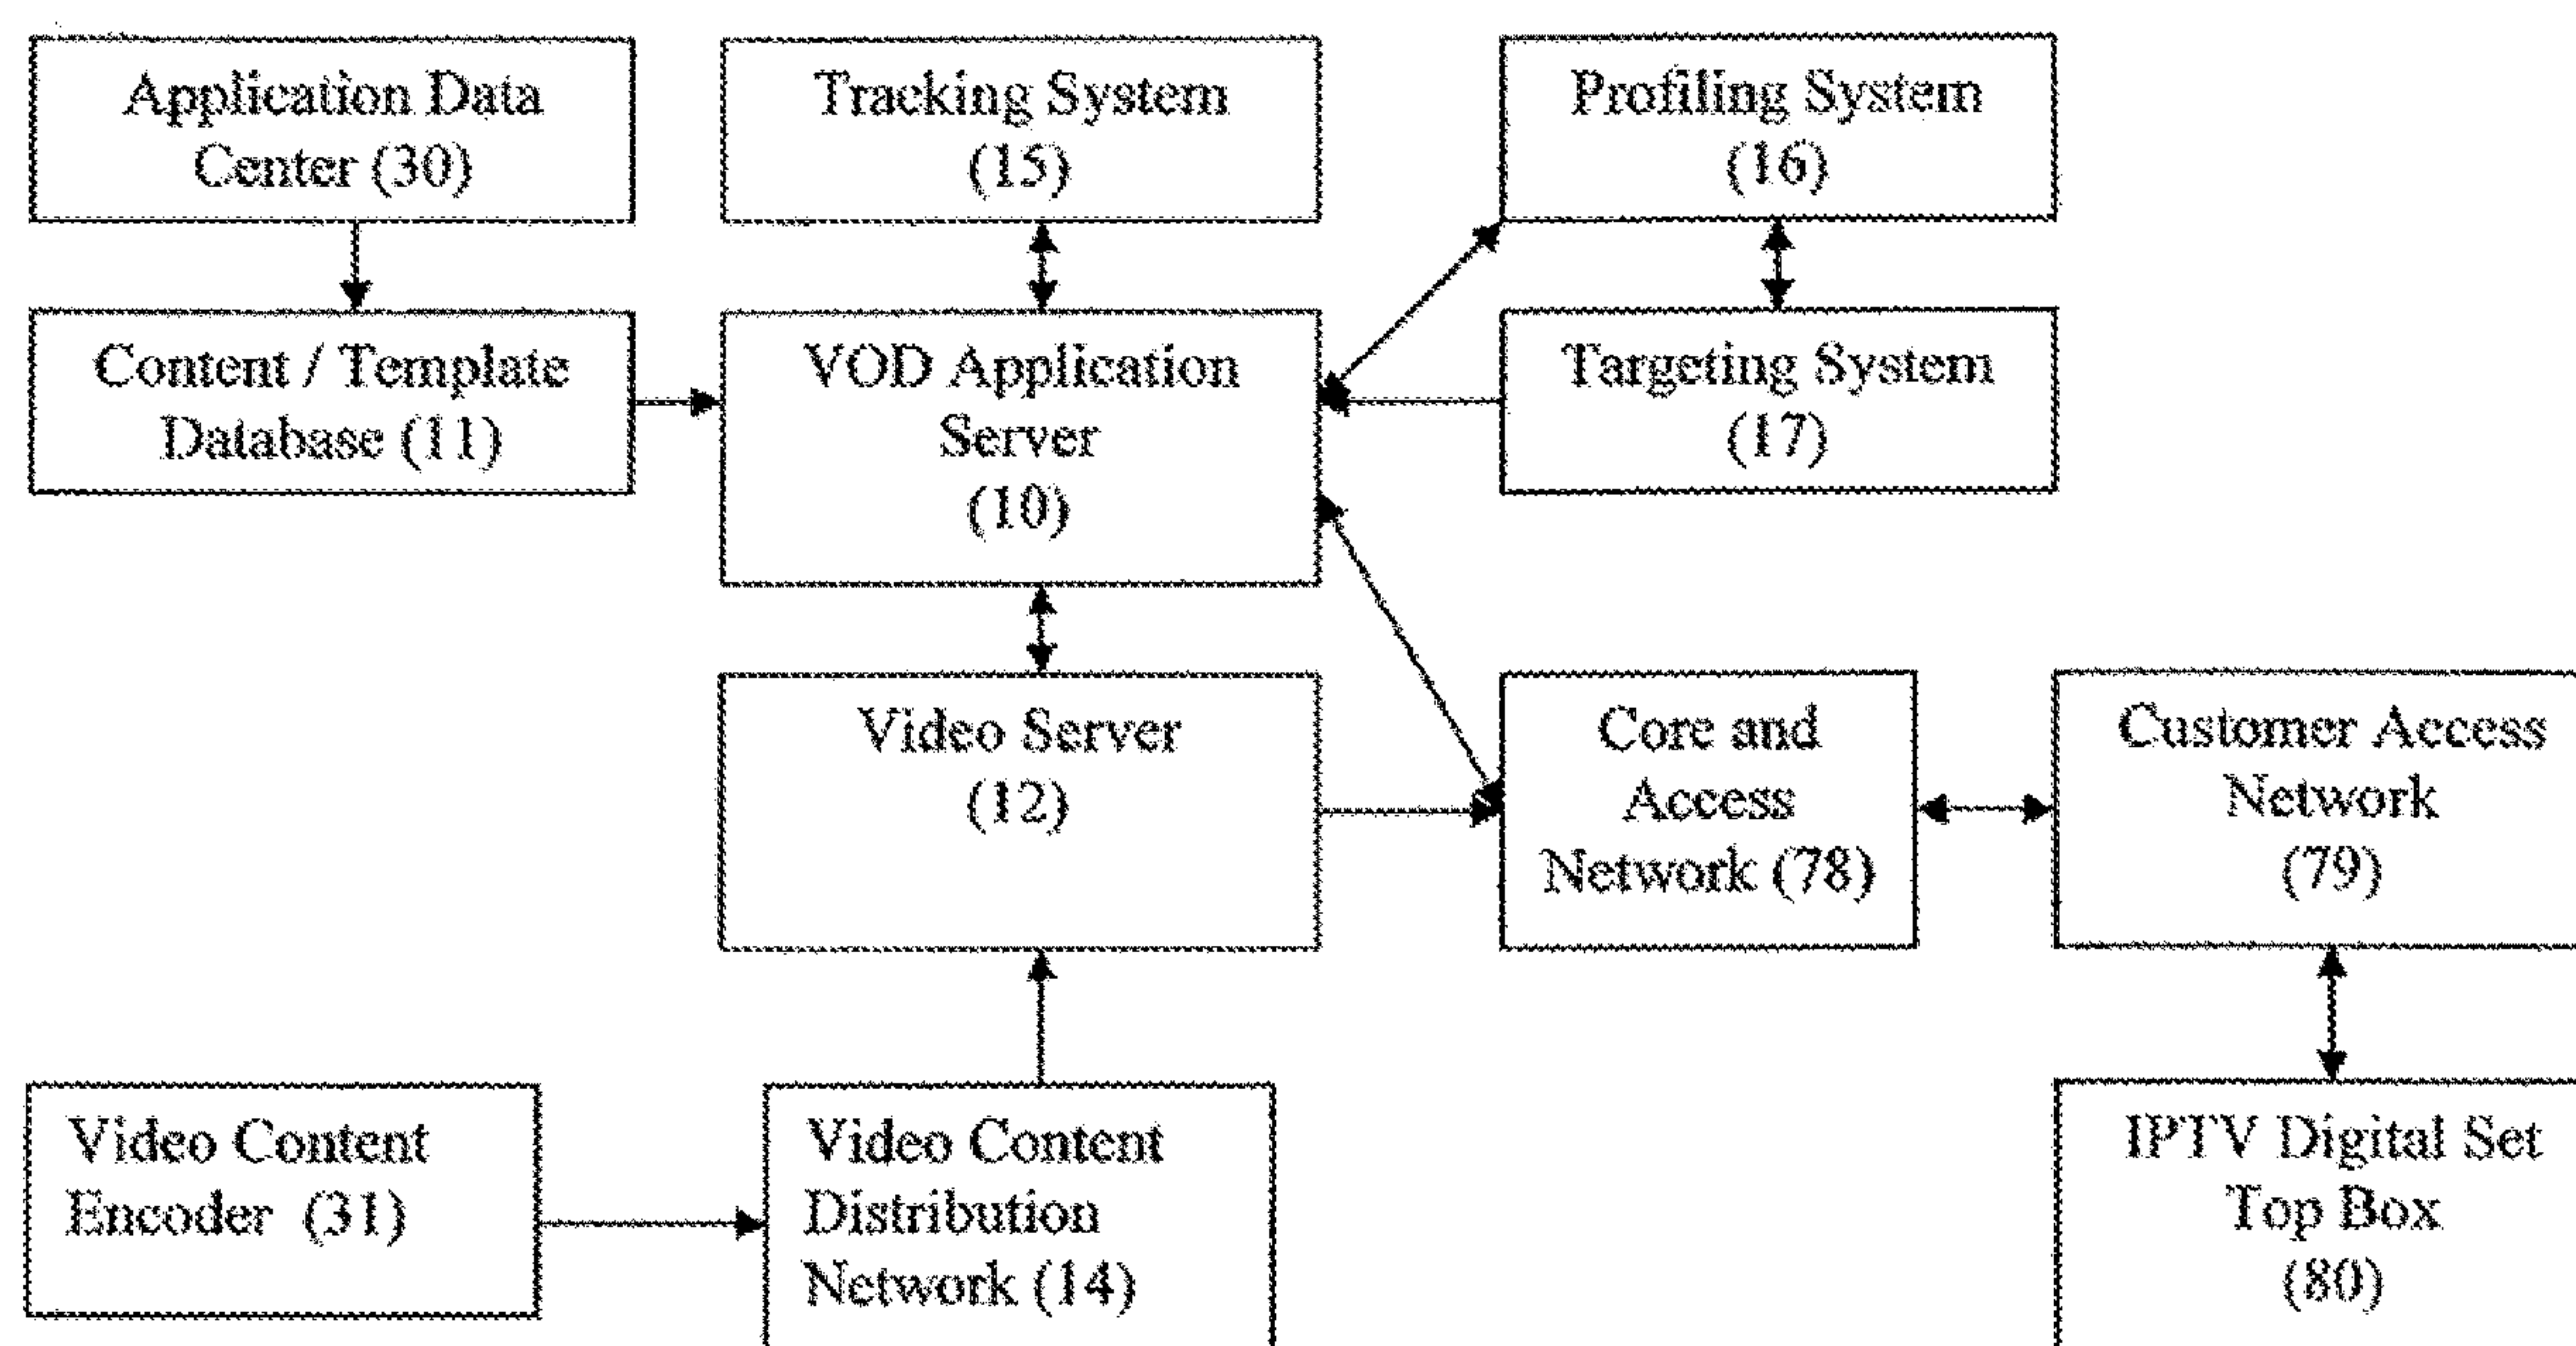 Application Data
Center (30)
Tracking System
(15)
Profiling System
(16)
Content / Template
Database (11)
VOD Application
Server
(10)
Targeting System
(17)
Video Server
(12)
Core and
Access
Network (78)
Customer Access
Network
(79)
Video Content
Encoder (31)
Video Content
Distribution
Network (14)
IPTV Digital Set
Top Box
(80)